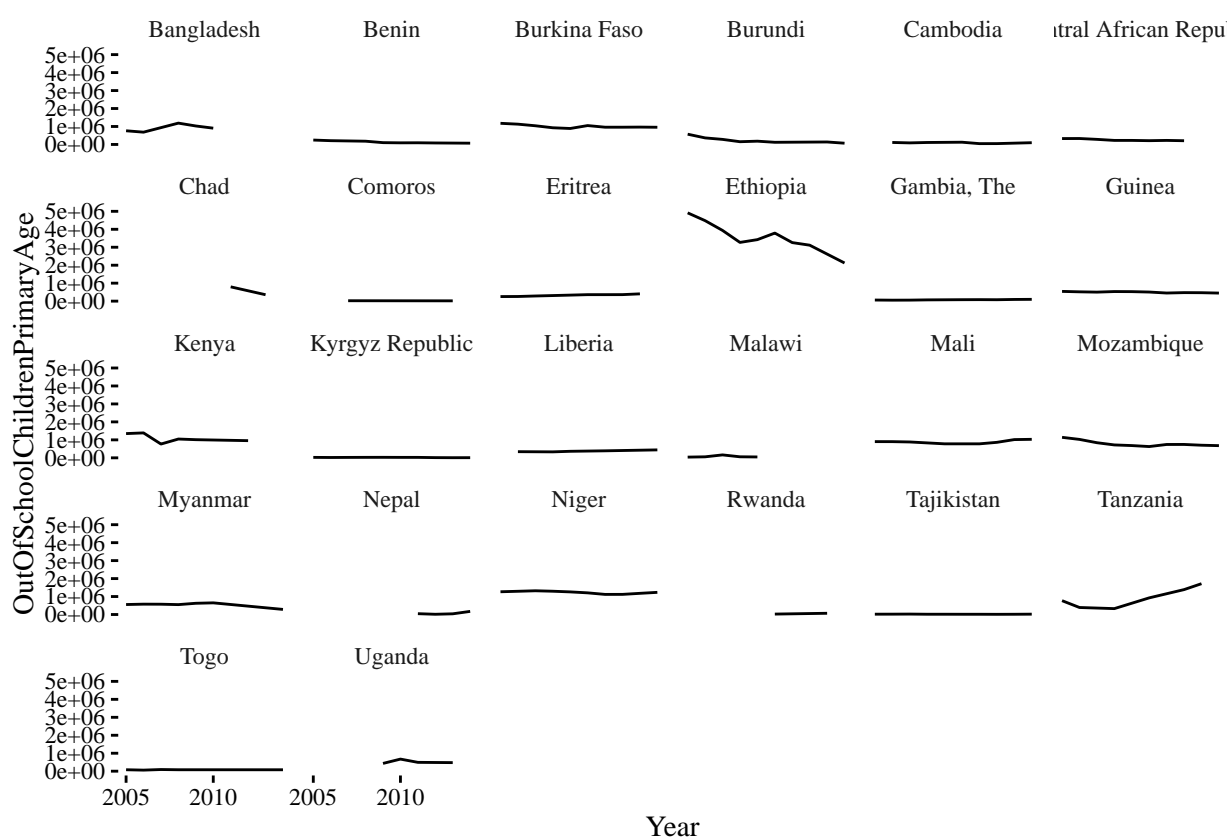 Bangladesh Benin Burkina Faso Burundi Cambodia ntral African Repu
5e+06
4e+06
3e+06
2e+06
1e+06
0e+00
Chad Comoros Eritrea Ethiopia Gambia, The Guinea
5e+06
4e+06
3e+06
2e+06
1e+06
0e+00
Kenya Kyrgyz Republic Liberia Malawi Mali Mozambique
5e+06
4e+06
3e+06
2e+06
1e+06
0e+00
Myanmar Nepal Niger Rwanda Tajikistan Tanzania
5e+06
4e+06
3e+06
2e+06
1e+06
0e+00
Togo Uganda
5e+06
4e+06
3e+06
2e+06
1e+06
0e+00
2005 2010 2005 2010
Year
OutOfSchoolChildrenPrimaryAge